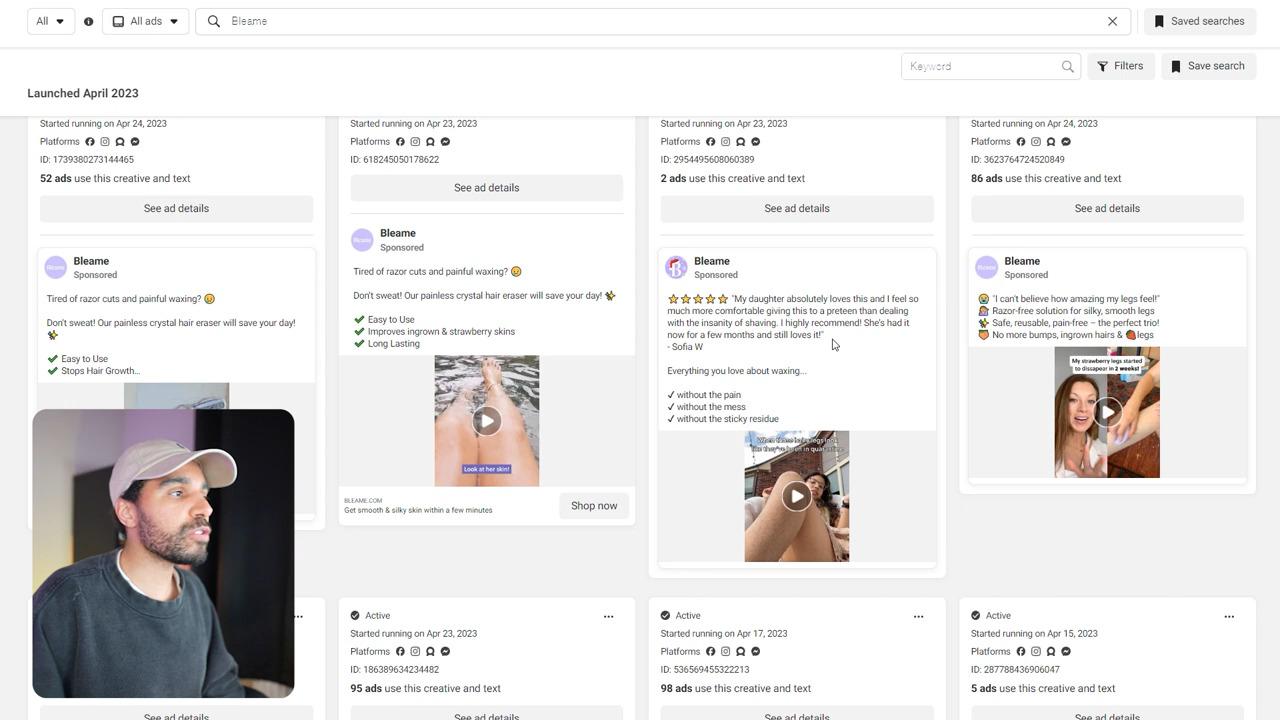 All
All ads
Bleame
Saved searches
Keyword
Filters
Save search
Launched April 2023
Started running on Apr 24, 2023
Platforms
ID: 1739380273144465
52 ads use this creative and text
See ad details
Bleame
Sponsored
Tired of razor cuts and painful waxing? 😥
Don't sweat! Our painless crystal hair eraser will save your day!
✨
✔ Easy to Use
✔ Stops Hair Growth...
Started running on Apr 23, 2023
Platforms
ID: 618245050178622
See ad details
Bleame
Sponsored
Tired of razor cuts and painful waxing? 😥
Don't sweat! Our painless crystal hair eraser will save your day! ✨
✔ Easy to Use
✔ Improves ingrown & strawberry skins
✔ Long Lasting
Look at her skin!
BLEAME.COM
Get smooth & silky skin within a few minutes
Shop now
Started running on Apr 23, 2023
Platforms
ID: 2954495608060389
2 ads use this creative and text
See ad details
Bleame
Sponsored
⭐⭐⭐⭐⭐ "My daughter absolutely loves this and I feel so
much more comfortable giving this to a preteen than dealing
with the insanity of shaving. I highly recommend! She's had it
now for a few months and still loves it!"
- Sofia W
Everything you love about waxing...
✓ without the pain
✓ without the mess
✓ without the sticky residue
Started running on Apr 24, 2023
Platforms
ID: 3623764724520849
86 ads use this creative and text
See ad details
Bleame
Sponsored
😭 "I can't believe how amazing my legs feel!"
Razor-free solution for silky, smooth legs
✨ Safe, reusable, pain-free – the perfect trio!
🍑 No more bumps, ingrown hairs & 🍓legs
My strawberry legs started
to dissapear in 2 weeks!
Active
Started running on Apr 23, 2023
Platforms
ID: 186389634234482
95 ads use this creative and text
See ad details
See ad details
Active
Started running on Apr 17, 2023
Platforms
ID: 536569455322213
98 ads use this creative and text
See ad details
Active
Started running on Apr 15, 2023
Platforms
ID: 287788436906047
5 ads use this creative and text
See ad details